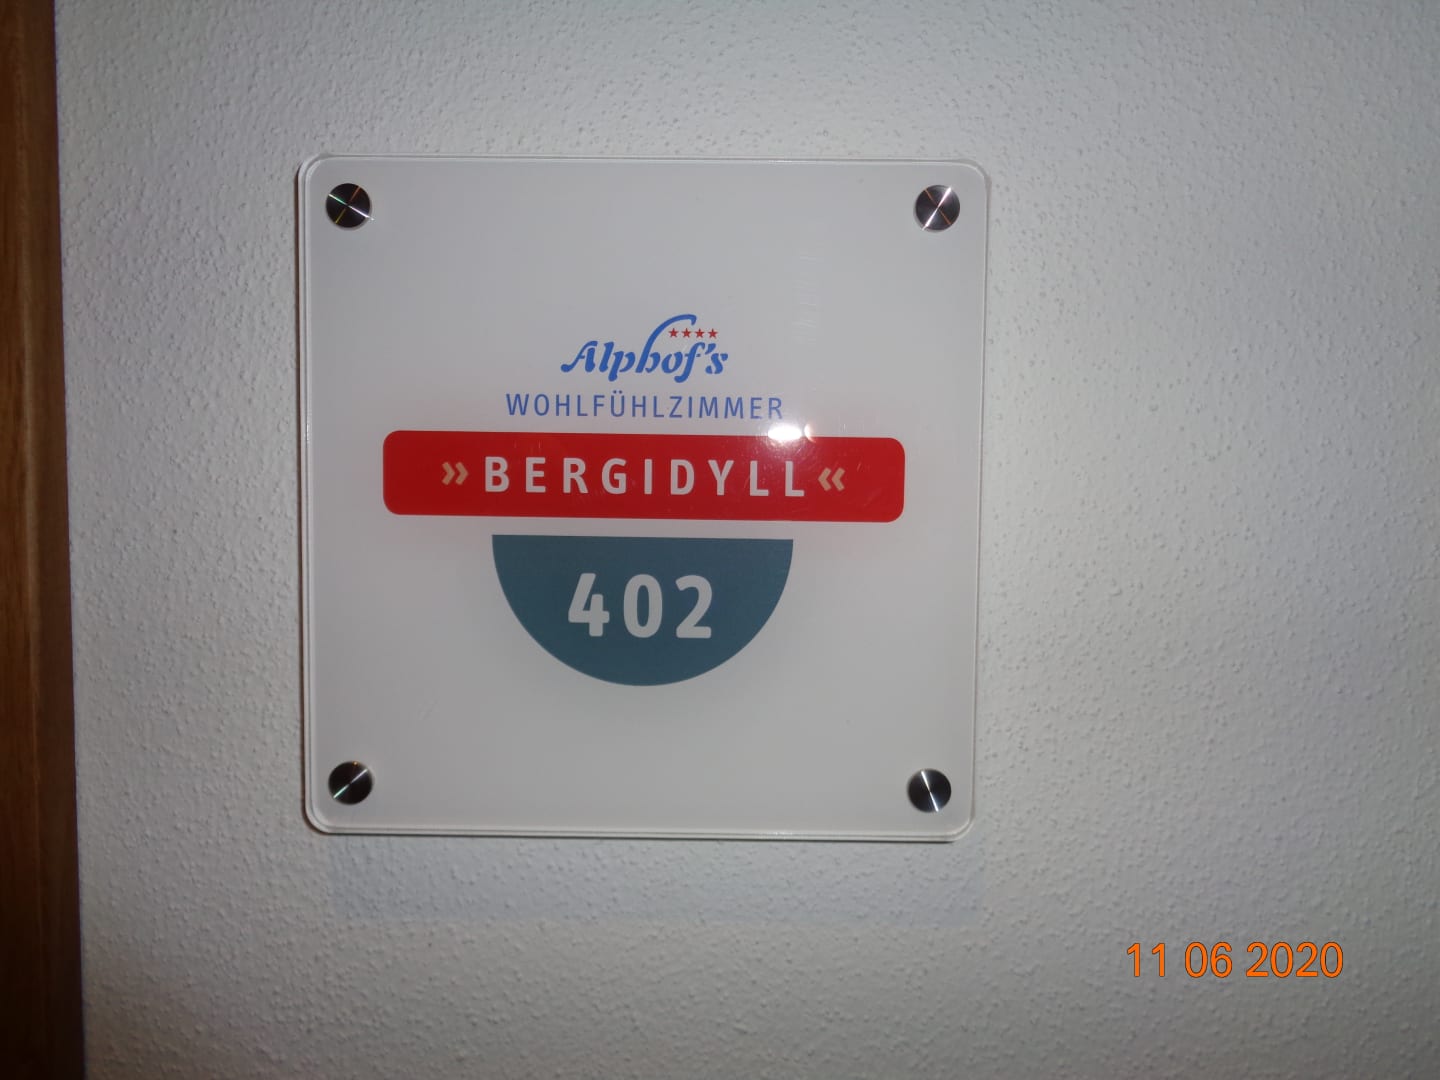 Alphof's
WOHLFÜHLZIMMER
»BERGIDYLL«
402
11 06 2020